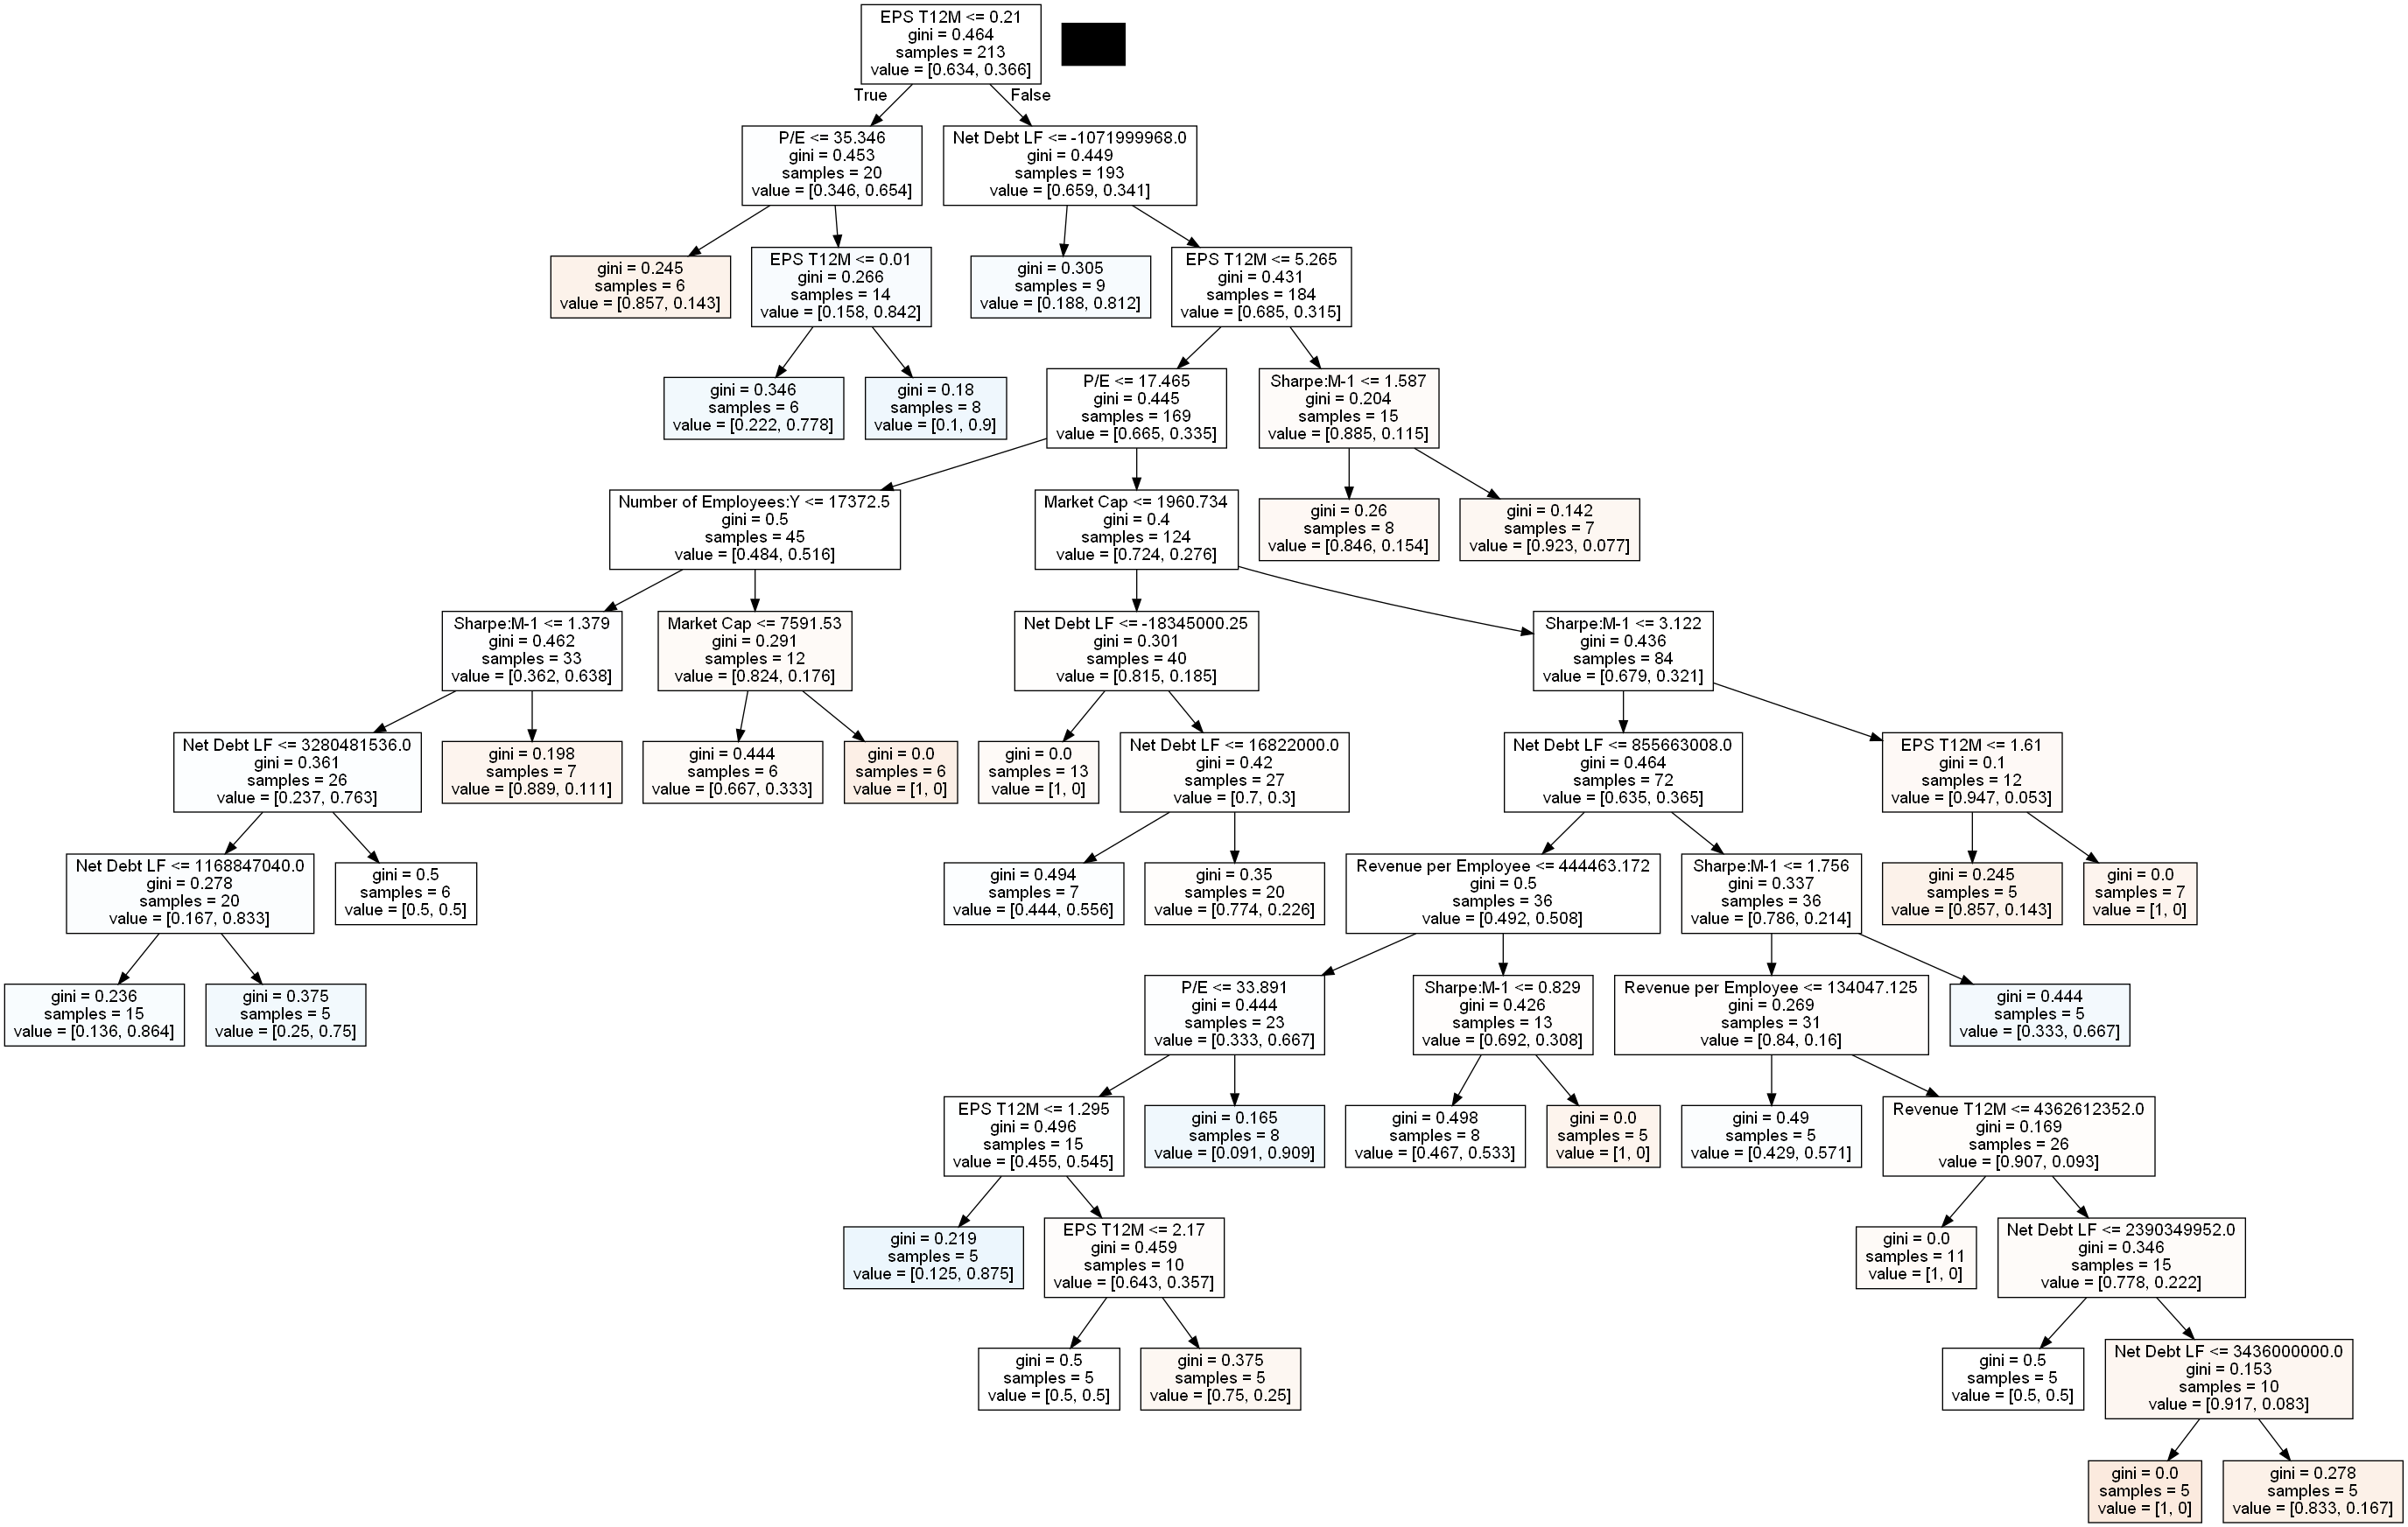 EPS T12M <= 0.21
gini = 0.464
samples = 213
value = [0.634, 0.366]
True
False
P/E <= 35.346
gini = 0.453
samples = 20
value = [0.346, 0.654]
Net Debt LF <= -1071999968.0
gini = 0.449
samples = 193
value = [0.659, 0.341]
gini = 0.245
samples = 6
value = [0.857, 0.143]
EPS T12M <= 0.01
gini = 0.266
samples = 14
value = [0.158, 0.842]
gini = 0.305
samples = 9
value = [0.188, 0.812]
EPS T12M <= 5.265
gini = 0.431
samples = 184
value = [0.685, 0.315]
gini = 0.346
samples = 6
value = [0.222, 0.778]
gini = 0.18
samples = 8
value = [0.1, 0.9]
P/E <= 17.465
gini = 0.445
samples = 169
value = [0.665, 0.335]
Sharpe:M-1 <= 1.587
gini = 0.204
samples = 15
value = [0.885, 0.115]
Number of Employees:Y <= 17372.5
gini = 0.5
samples = 45
value = [0.484, 0.516]
Market Cap <= 1960.734
gini = 0.4
samples = 124
value = [0.724, 0.276]
gini = 0.26
samples = 8
value = [0.846, 0.154]
gini = 0.142
samples = 7
value = [0.923, 0.077]
Sharpe:M-1 <= 1.379
gini = 0.462
samples = 33
value = [0.362, 0.638]
Market Cap <= 7591.53
gini = 0.291
samples = 12
value = [0.824, 0.176]
Net Debt LF <= -18345000.25
gini = 0.301
samples = 40
value = [0.815, 0.185]
Sharpe:M-1 <= 3.122
gini = 0.436
samples = 84
value = [0.679, 0.321]
Net Debt LF <= 3280481536.0
gini = 0.361
samples = 26
value = [0.237, 0.763]
gini = 0.198
samples = 7
value = [0.889, 0.111]
gini = 0.444
samples = 6
value = [0.667, 0.333]
gini = 0.0
samples = 6
value = [1, 0]
gini = 0.0
samples = 13
value = [1, 0]
Net Debt LF <= 16822000.0
gini = 0.42
samples = 27
value = [0.7, 0.3]
Net Debt LF <= 855663008.0
gini = 0.464
samples = 72
value = [0.635, 0.365]
EPS T12M <= 1.61
gini = 0.1
samples = 12
value = [0.947, 0.053]
Net Debt LF <= 1168847040.0
gini = 0.278
samples = 20
value = [0.167, 0.833]
gini = 0.5
samples = 6
value = [0.5, 0.5]
gini = 0.494
samples = 7
value = [0.444, 0.556]
gini = 0.35
samples = 20
value = [0.774, 0.226]
Revenue per Employee <= 444463.172
gini = 0.5
samples = 36
value = [0.492, 0.508]
Sharpe:M-1 <= 1.756
gini = 0.337
samples = 36
value = [0.786, 0.214]
gini = 0.245
samples = 5
value = [0.857, 0.143]
gini = 0.0
samples = 7
value = [1, 0]
gini = 0.236
samples = 15
value = [0.136, 0.864]
gini = 0.375
samples = 5
value = [0.25, 0.75]
P/E <= 33.891
gini = 0.444
samples = 23
value = [0.333, 0.667]
Sharpe:M-1 <= 0.829
gini = 0.426
samples = 13
value = [0.692, 0.308]
Revenue per Employee <= 134047.125
gini = 0.269
samples = 31
value = [0.84, 0.16]
gini = 0.444
samples = 5
value = [0.333, 0.667]
EPS T12M <= 1.295
gini = 0.496
samples = 15
value = [0.455, 0.545]
gini = 0.165
samples = 8
value = [0.091, 0.909]
gini = 0.498
samples = 8
value = [0.467, 0.533]
gini = 0.0
samples = 5
value = [1, 0]
gini = 0.49
samples = 5
value = [0.429, 0.571]
Revenue T12M <= 4362612352.0
gini = 0.169
samples = 26
value = [0.907, 0.093]
gini = 0.219
samples = 5
value = [0.125, 0.875]
EPS T12M <= 2.17
gini = 0.459
samples = 10
value = [0.643, 0.357]
gini = 0.0
samples = 11
value = [1, 0]
Net Debt LF <= 2390349952.0
gini = 0.346
samples = 15
value = [0.778, 0.222]
gini = 0.5
samples = 5
value = [0.5, 0.5]
gini = 0.375
samples = 5
value = [0.75, 0.25]
gini = 0.5
samples = 5
value = [0.5, 0.5]
Net Debt LF <= 3436000000.0
gini = 0.153
samples = 10
value = [0.917, 0.083]
gini = 0.0
samples = 5
value = [1, 0]
gini = 0.278
samples = 5
value = [0.833, 0.167]